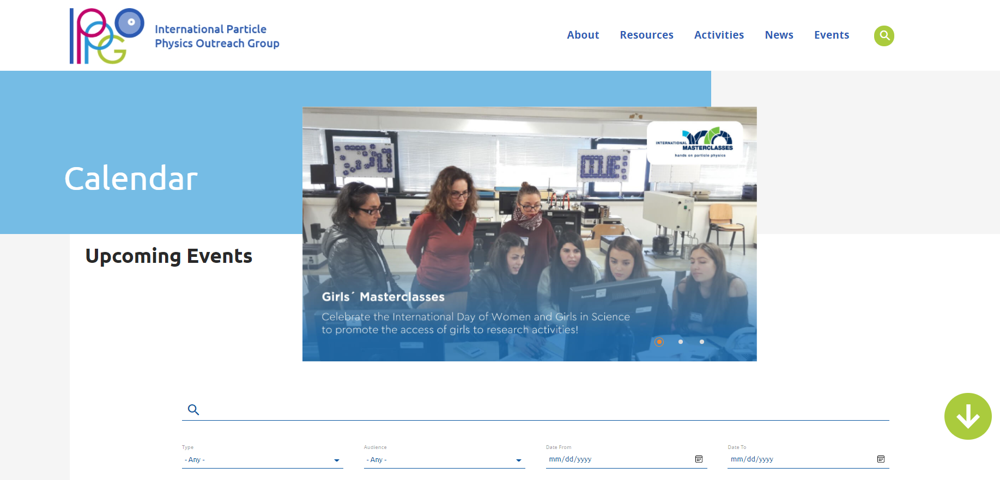 IPPOG
International Particle
Physics Outreach Group
About
Resources
Activities
News
Events
Calendar
INTERNATIONAL
MASTERCLASSES
hands on particle physics
Upcoming Events
Girls´ Masterclasses
Celebrate the International Day of Women and Girls in Science
to promote the access of girls to research activities!
Type
Audience
Date From
Date To
- Any -
- Any -
mm/dd/yyyy
mm/dd/yyyy